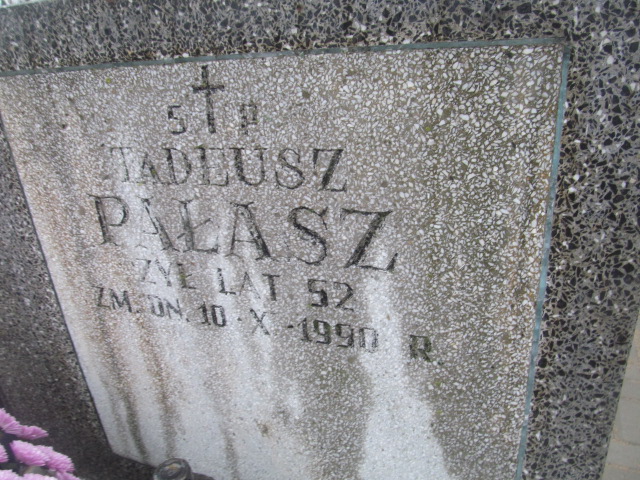 Ś P
TADEUSZ
PAŁASZ
ŻYŁ LAT 52
ZM. DN. 10 - X - 1990 R